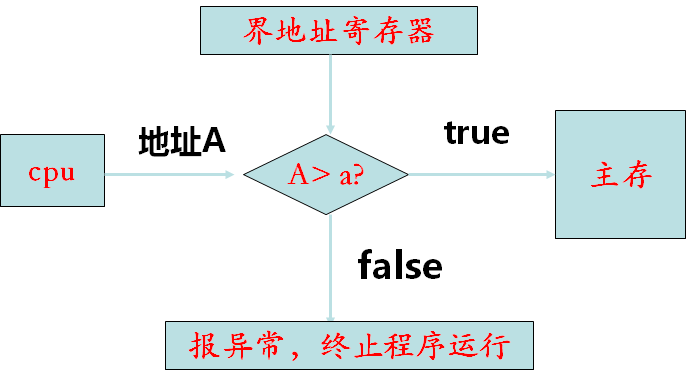 界地址寄存器
地址A
true
cpu
A> a?
主存
false
报异常，终止程序运行